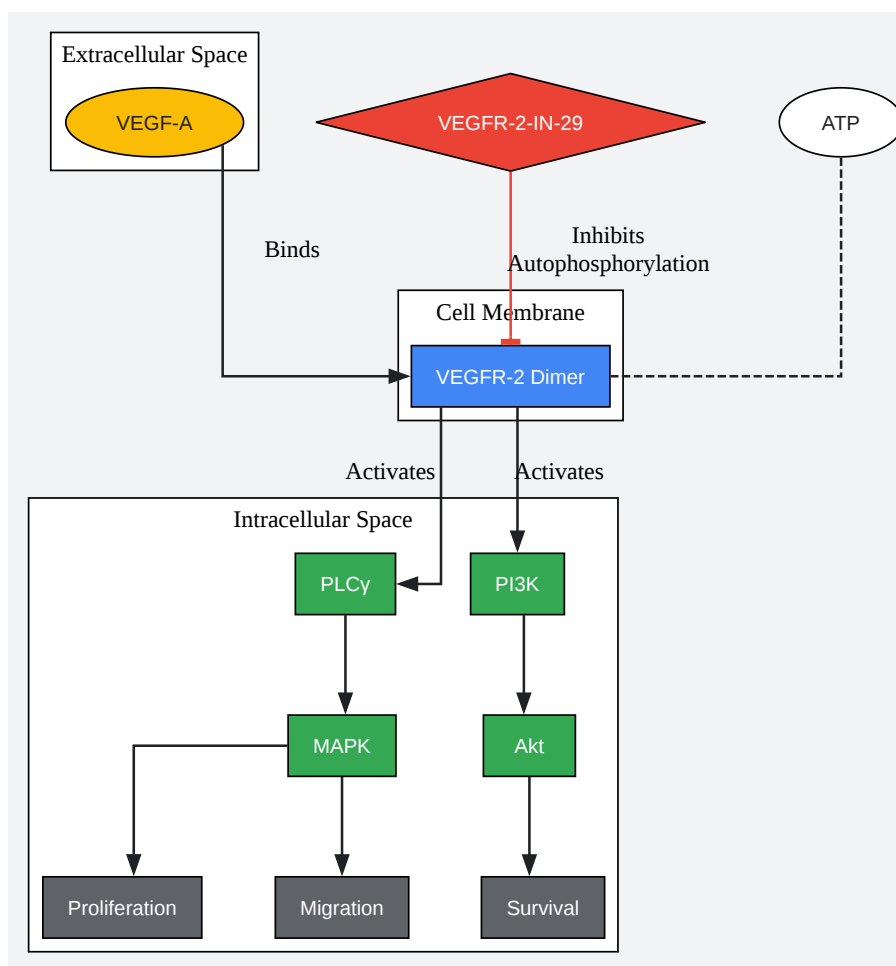 Extracellular Space
VEGF-A
VEGFR-2-IN-29
ATP
Binds
Inhibits
Autophosphorylation
Cell Membrane
VEGFR-2 Dimer
Activates
Activates
Intracellular Space
PLCγ
PI3K
MAPK
Akt
Proliferation
Migration
Survival